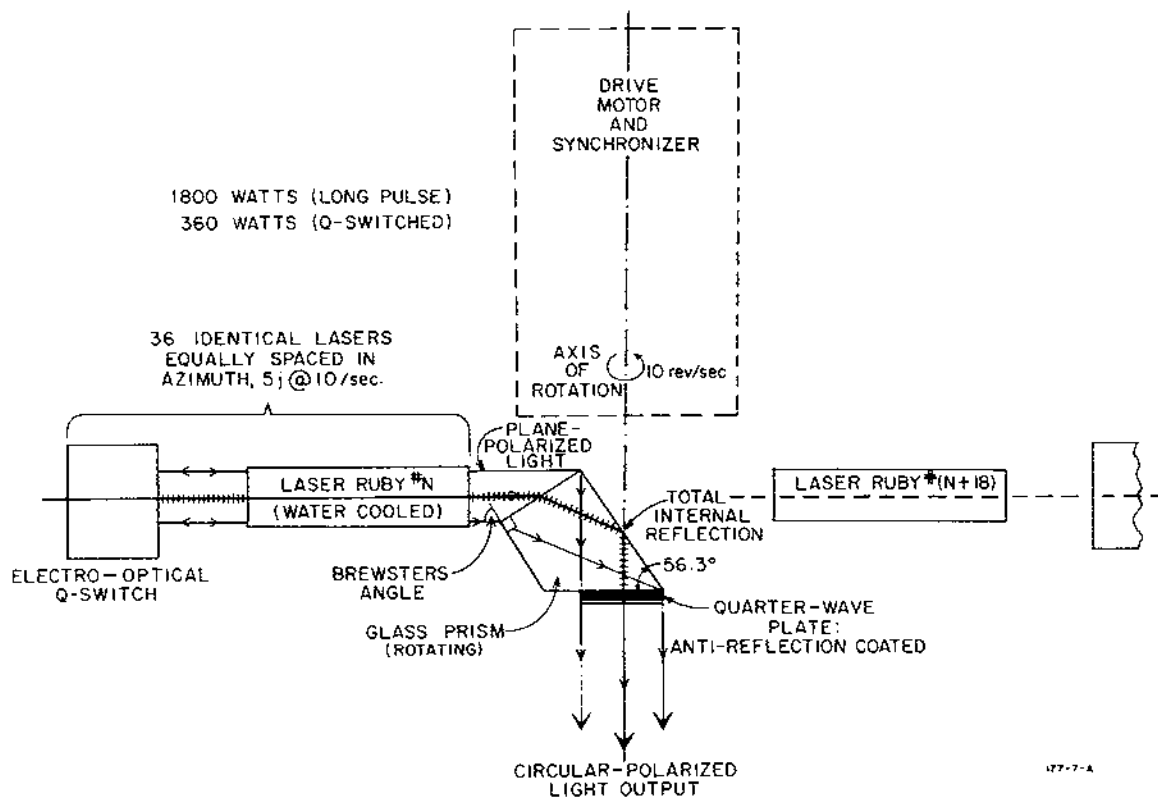 DRIVE
MOTOR
AND
SYNCHRONIZER
1800 WATTS (LONG PULSE)
360 WATTS (Q-SWITCHED)
36 IDENTICAL LASERS
EQUALLY SPACED IN
AZIMUTH, 5j @ 10/sec.
AXIS
OF
ROTATION
10 rev/sec
PLANE-
POLARIZED
LIGHT
LASER RUBY #N
(WATER COOLED)
TOTAL
INTERNAL
REFLECTION
LASER RUBY #(N+18)
ELECTRO-OPTICAL
Q-SWITCH
BREWSTERS
ANGLE
56.3°
GLASS PRISM
(ROTATING)
QUARTER-WAVE
PLATE:
ANTI-REFLECTION COATED
CIRCULAR-POLARIZED
LIGHT OUTPUT
177-7-A